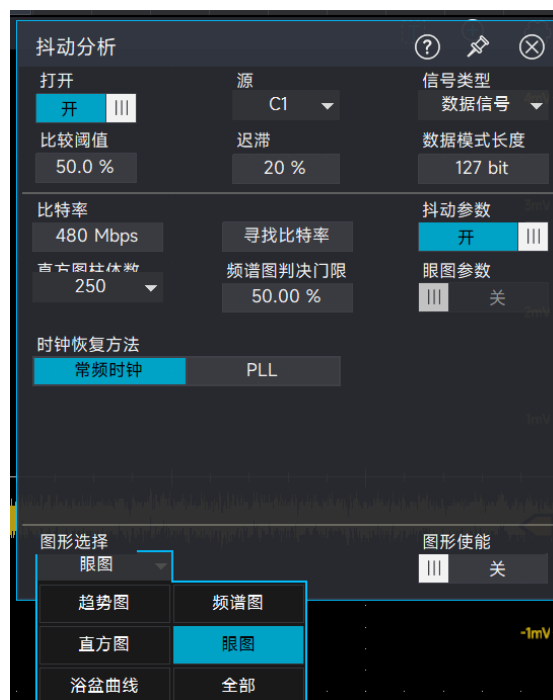 抖动分析
打开 源 信号类型
开 C1 数据信号
比较阈值 迟滞 数据模式长度
50.0 % 20 % 127 bit
比特率 抖动参数
480 Mbps 寻找比特率 开
直方图柱体数 频谱图判决门限 眼图参数
250 50.00 % 关
时钟恢复方法
常频时钟 PLL
图形选择 图形使能
眼图 关
趋势图 频谱图
直方图 眼图
-1mV
浴盆曲线 全部